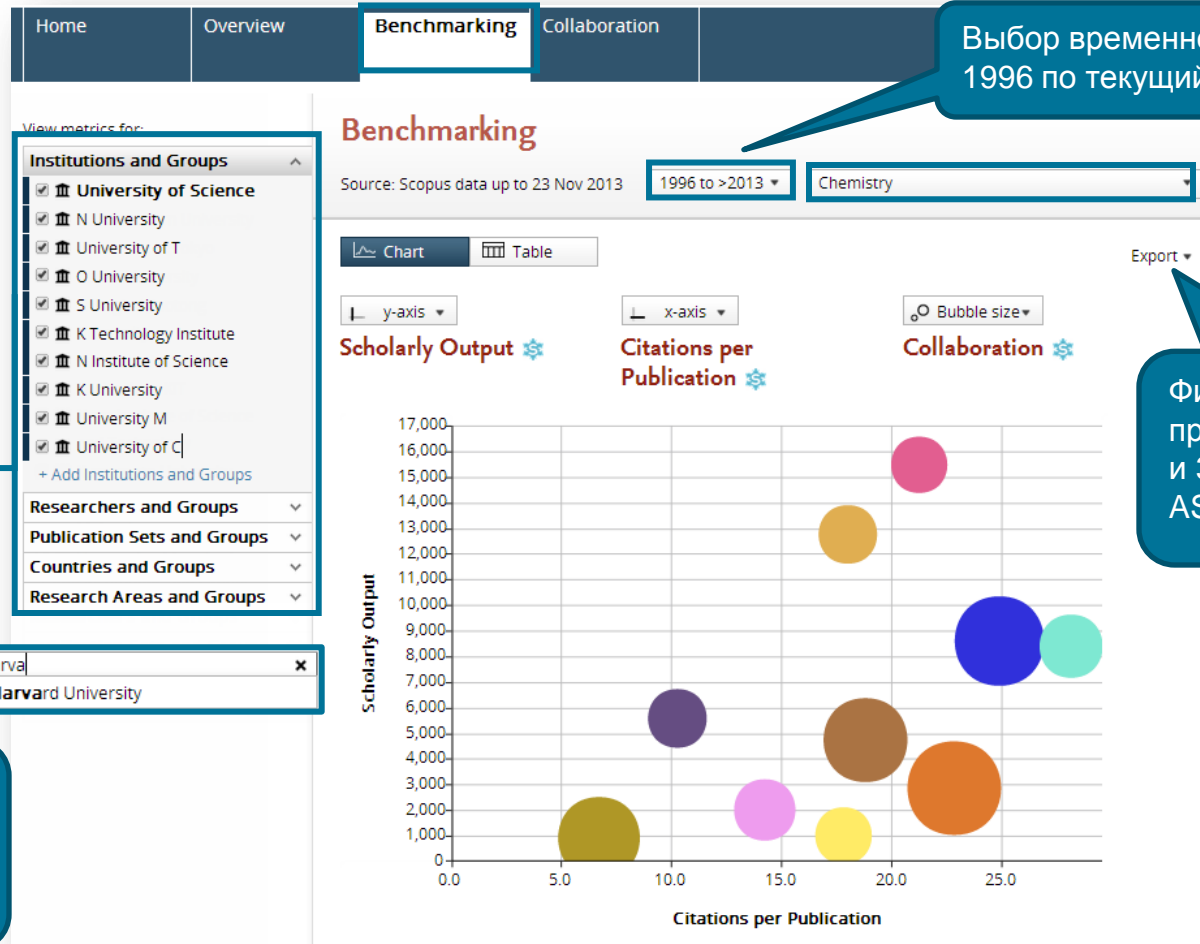 Home
Overview
Benchmarking
Collaboration
1996 по текущий
View metrics for:
Institutions and Groups
University of Science
N University
University of T
O University
S University
K Technology Institute
N Institute of Science
K University
University M
University of C
+ Add Institutions and Groups
Researchers and Groups
Publication Sets and Groups
Countries and Groups
Research Areas and Groups
rva
arvard University
Выбор
Benchmarking
Source: Scopus data up to 23 Nov 2013
1996 to >2013
Chemistry
Chart
Table
Export
y-axis
x-axis
Bubble size
Scholarly Output
Citations per
Publication
Collaboration
и
17,000
16,000
15,000
14,000
13,000
12,000
11,000
10,000
9,000
8,000
7,000
6,000
5,000
4,000
3,000
2,000
1,000
0
Scholarly Output
0.0 5.0 10.0 15.0 20.0 25.0
Citations per Publication